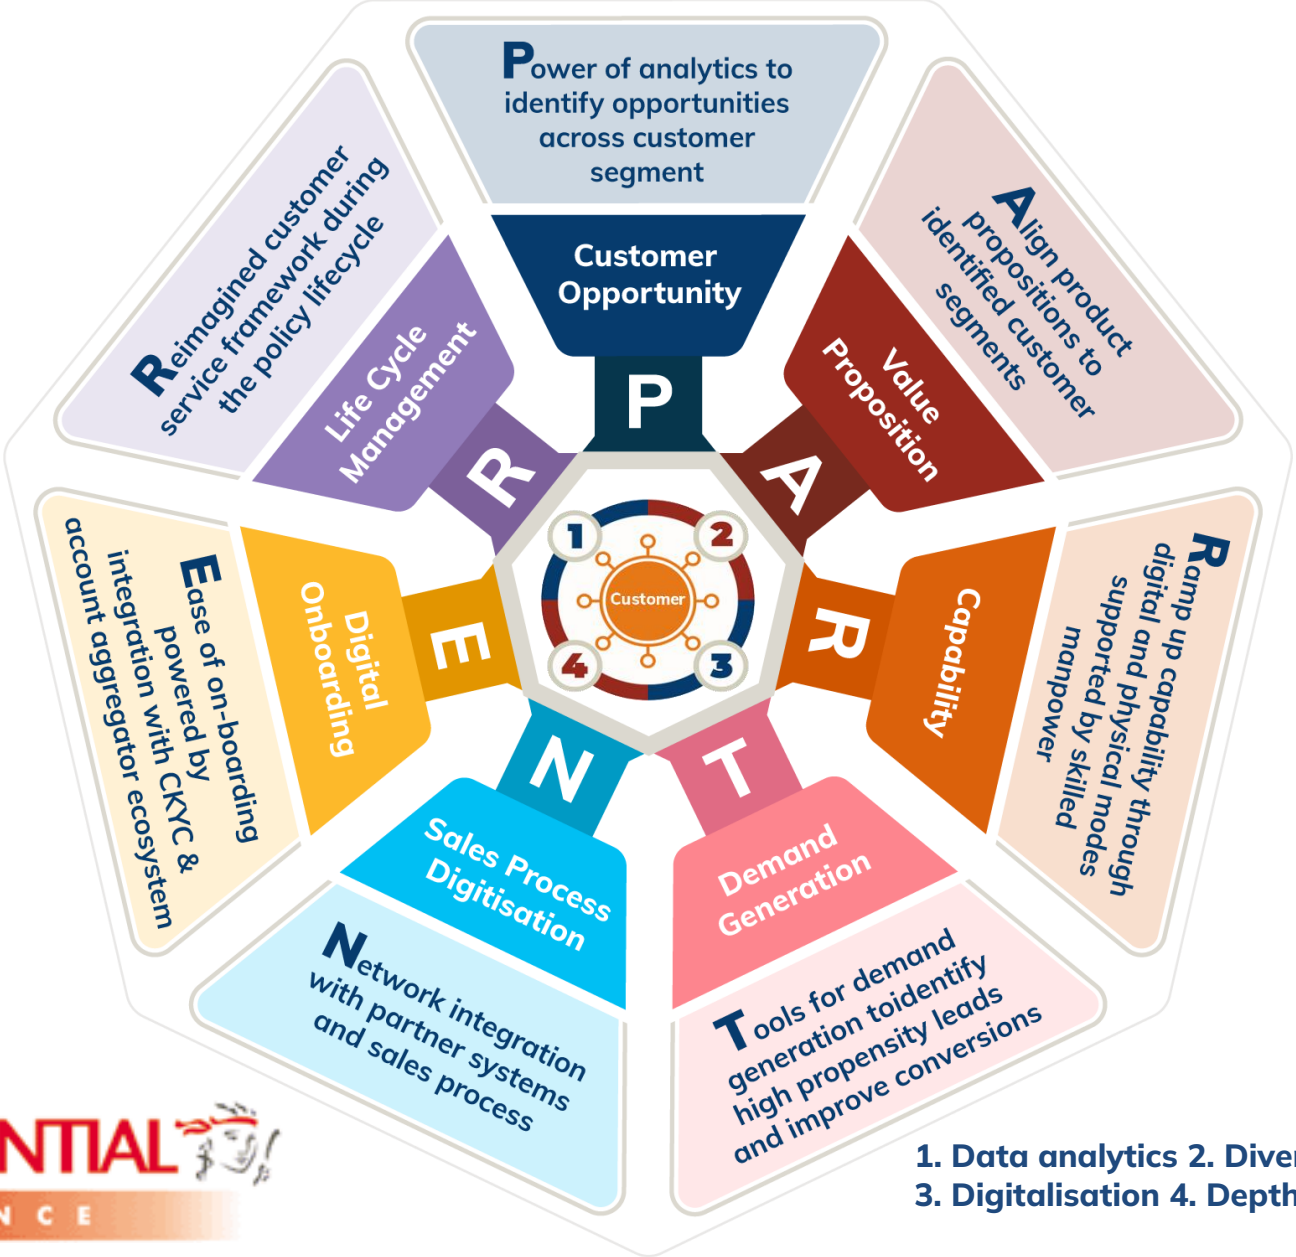 Power of analytics to
identify opportunities
across customer
segment
Customer
Opportunity
P
Align product
propositions to
identified customer
segments
Value
Proposition
A
Ramp up capability through
digital and physical modes
supported by skilled
manpower
Capability
R
Tools for demand
generation toidentify
high propensity leads
and improve conversions
Demand
Generation
T
Network integration
with partner systems
and sales process
Sales Process
Digitisation
N
Ease of on-boarding
powered by
integration with CKYC &
account aggregator ecosystem
Digital
Onboarding
E
Reimagined customer
service framework during
the policy lifecycle
Life Cycle
Management
R
1
2
Customer
4
3
NTIAL
N C E
1. Data analytics 2. Diver
3. Digitalisation 4. Depth